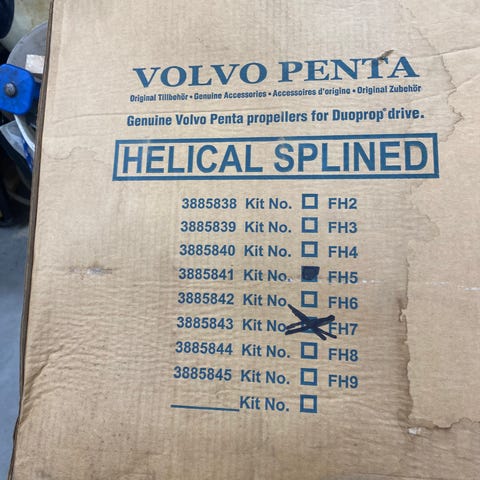 VOLVO PENTA
Original Tillbehör • Genuine Accessories • Accessoires d'origine • Original Zubehör
Genuine Volvo Penta propellers for Duoprop® drive.
HELICAL SPLINED
3885838 Kit No. ☐ FH2
3885839 Kit No. ☐ FH3
3885840 Kit No. ☐ FH4
3885841 Kit No. ■ FH5
3885842 Kit No. ☐ FH6
3885843 Kit No. ☒ FH7
3885844 Kit No. ☐ FH8
3885845 Kit No. ☐ FH9
______Kit No. ☐